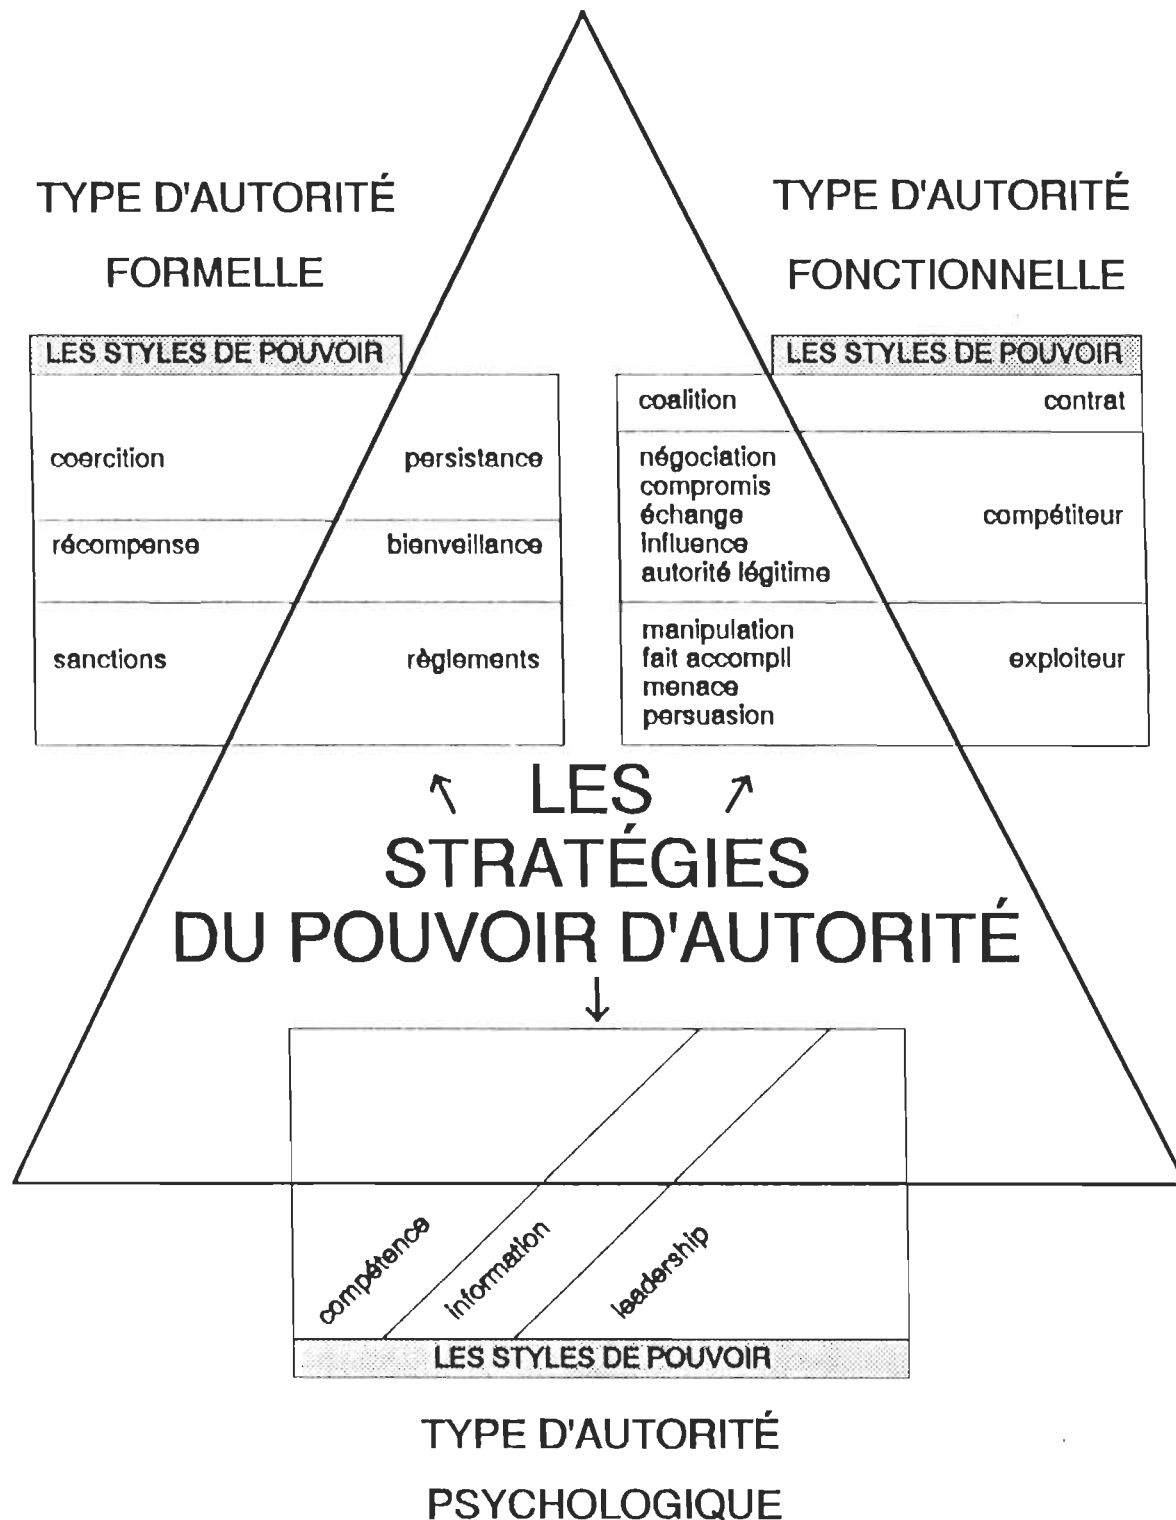 TYPE D'AUTORITÉ
FORMELLE
LES STYLES DE POUVOIR
coercition persistance
récompense bienveillance
sanctions règlements
TYPE D'AUTORITÉ
FONCTIONNELLE
LES STYLES DE POUVOIR
coalition contrat
négociation
compromis
échange compétiteur
influence
autorité légitime
manipulation
fait accompli exploiteur
menace
persuasion
LES
STRATÉGIES
DU POUVOIR D'AUTORITÉ
compétence
information
leadership
LES STYLES DE POUVOIR
TYPE D'AUTORITÉ
PSYCHOLOGIQUE